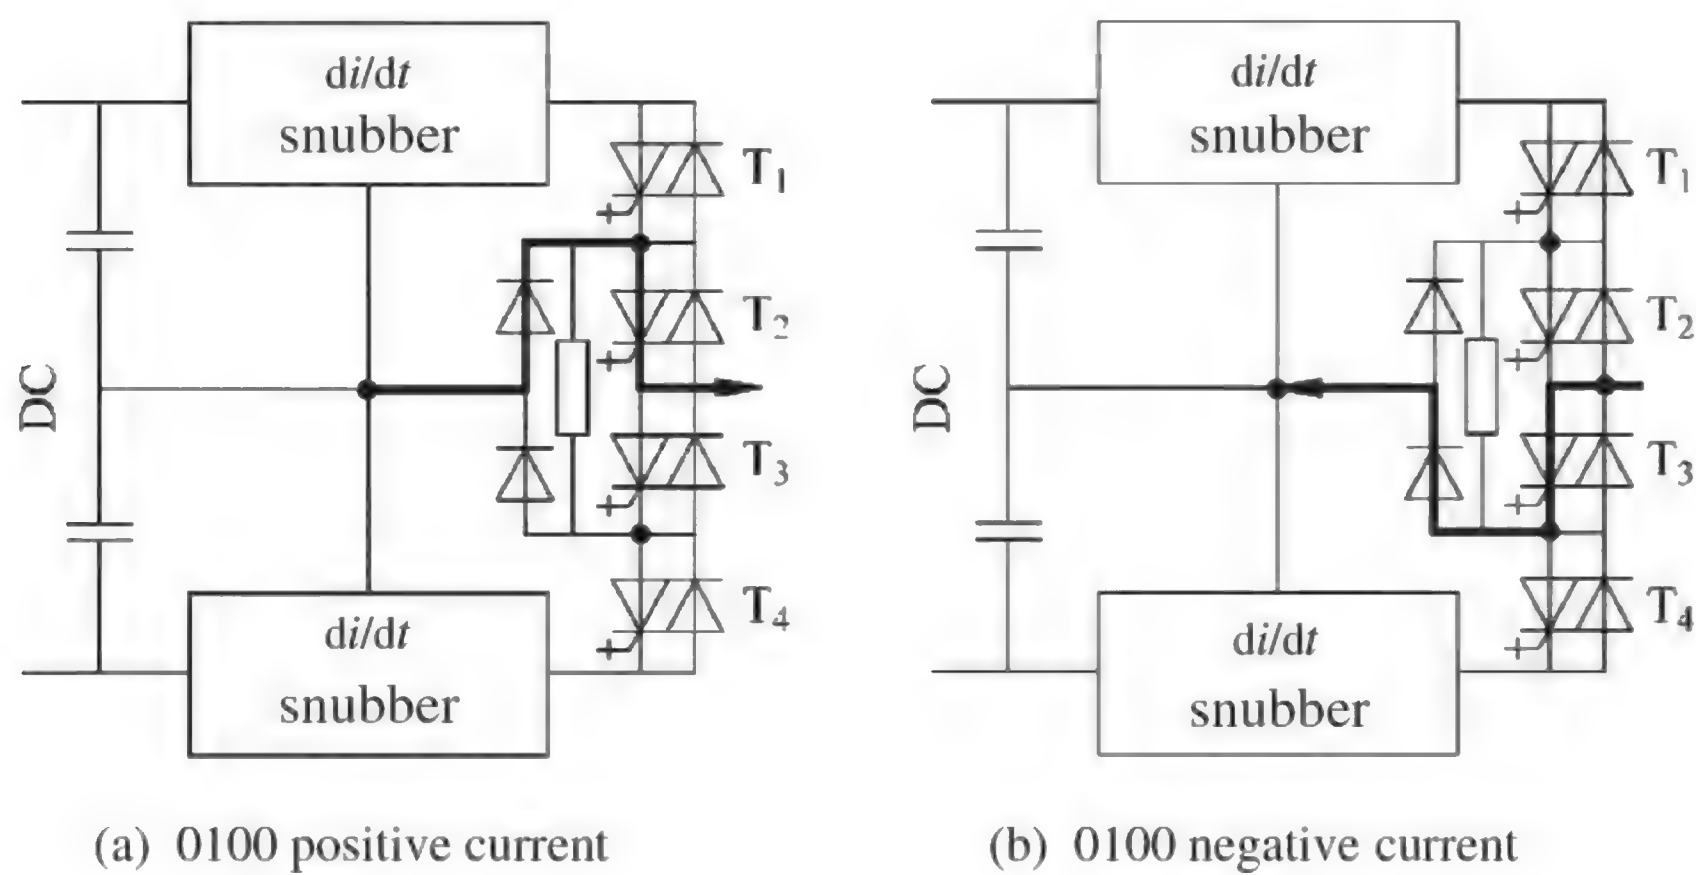 di/dt
snubber
T1
T2
DC
T3
T4
di/dt
snubber
(a) 0100 positive current
di/dt
snubber
T1
T2
DC
T3
T4
di/dt
snubber
(b) 0100 negative current